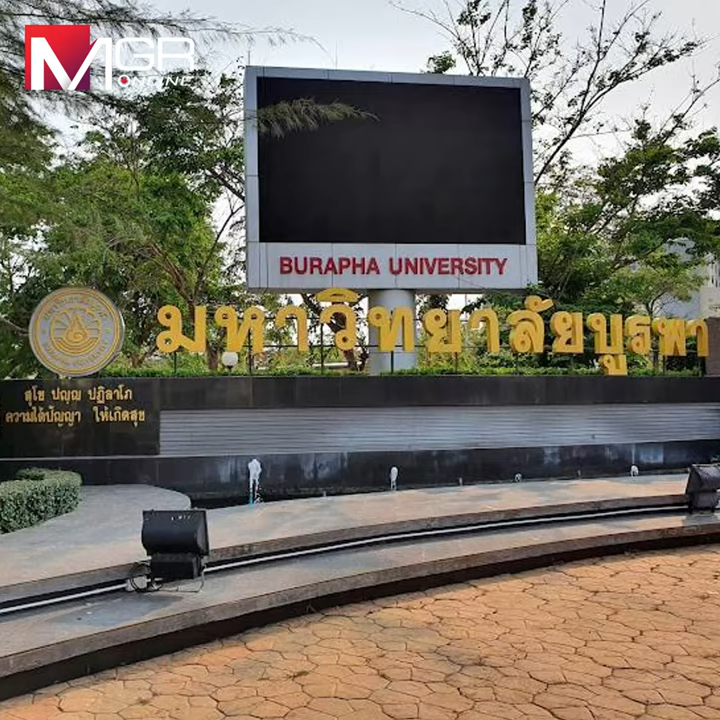 MGR
ONLINE
BURAPHA UNIVERSITY
มหาวิทยาลัยบูรพา
สุโข ปญฺญ ปฏิลาโภ
ความได้ปัญญา ให้เกิดสุข